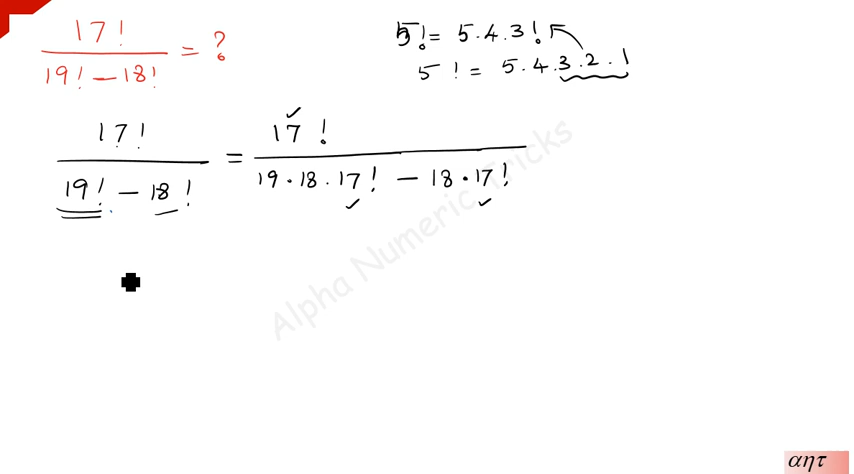 17!
19! − 18! = ?
5! = 5.4.3!
5! = 5.4.3.2.1
17! = 17!
19! − 18! 19.18.17! − 18.17!
Alpha Numeric Tricks
αητ